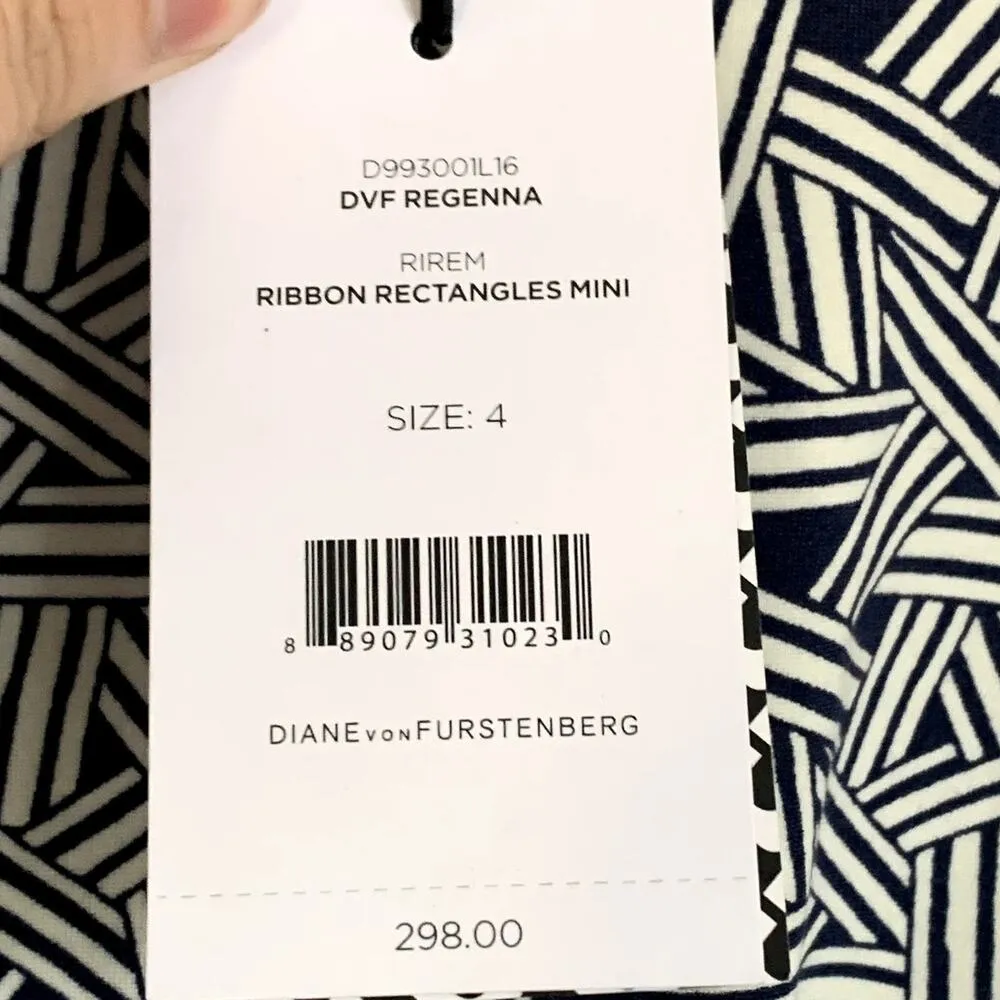 D993001L16
DVF REGENNA
RIREM
RIBBON RECTANGLES MINI
SIZE: 4
8 89079 31023 0
DIANE VON FURSTENBERG
298.00